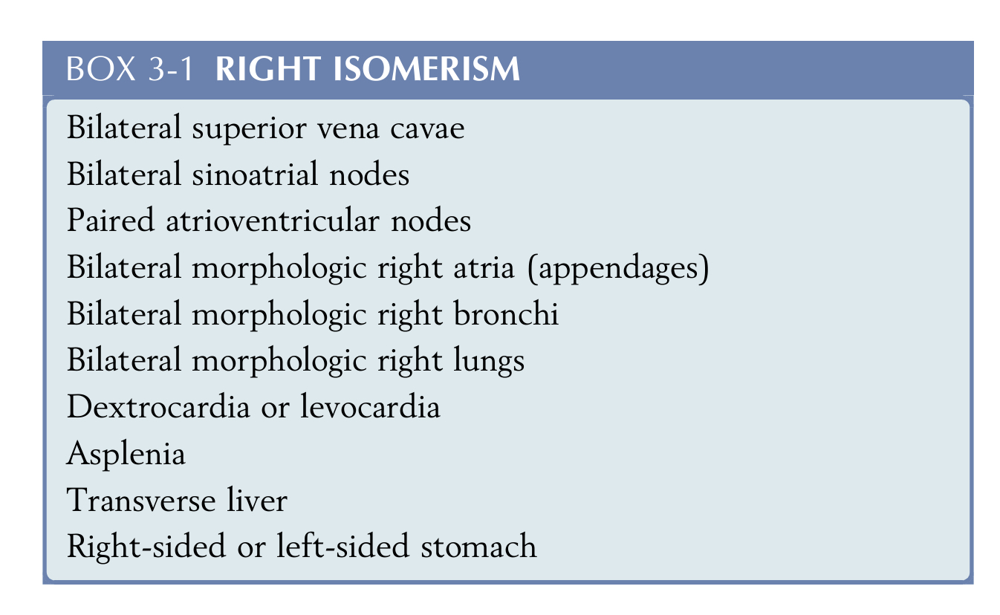 BOX 3-1 RIGHT ISOMERISM
Bilateral superior vena cavae
Bilateral sinoatrial nodes
Paired atrioventricular nodes
Bilateral morphologic right atria (appendages)
Bilateral morphologic right bronchi
Bilateral morphologic right lungs
Dextrocardia or levocardia
Asplenia
Transverse liver
Right-sided or left-sided stomach